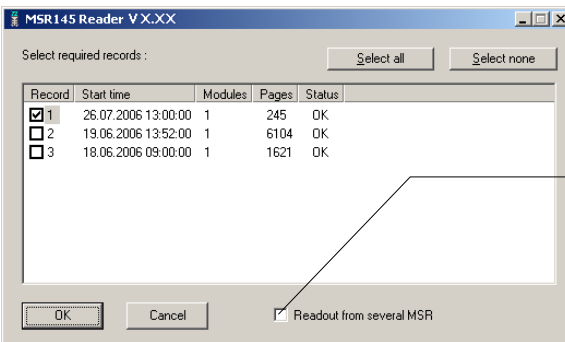 MSR145 Reader V X.XX
Select required records :
Select all
Select none
Record Start time Modules Pages Status
1 26.07.2006 13:00:00 1 245 OK
2 19.06.2006 13:52:00 1 6104 OK
3 18.06.2006 09:00:00 1 1621 OK
OK
Cancel
Readout from several MSR